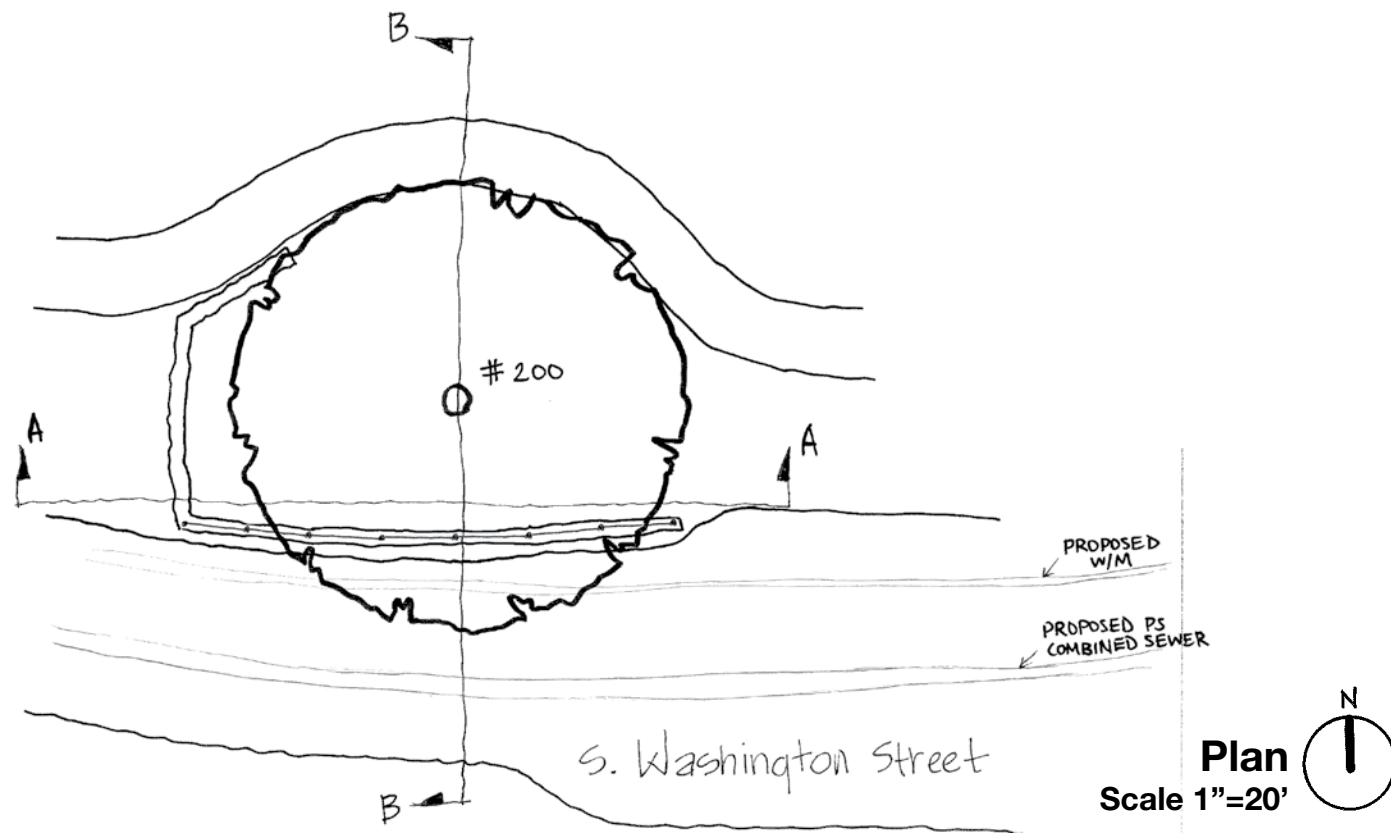 B
# 200
A
A
PROPOSED
W/M
PROPOSED PS
COMBINED SEWER
N
S. Washington Street
Plan
Scale 1”=20’
B